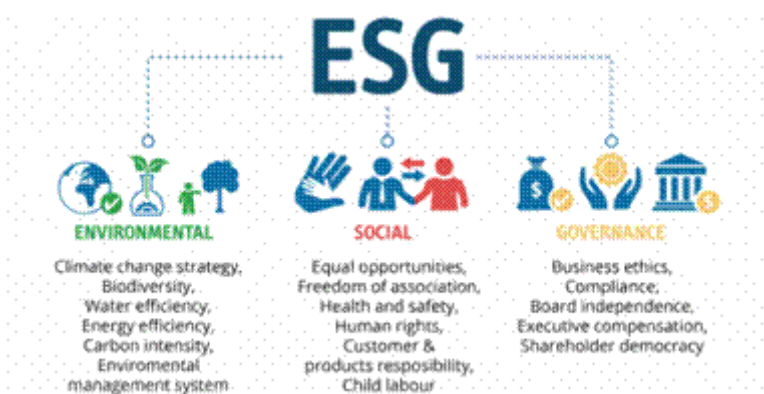 ESG
ENVIRONMENTAL
Climate change strategy,
Biodiversity,
Water efficiency,
Energy efficiency,
Carbon intensity,
Enviromental
management system
SOCIAL
Equal opportunities,
Freedom of association,
Health and safety,
Human rights,
Customer &
products resposibility,
Child labour
GOVERNANCE
Business ethics,
Compliance,
Board independence,
Executive compensation,
Shareholder democracy